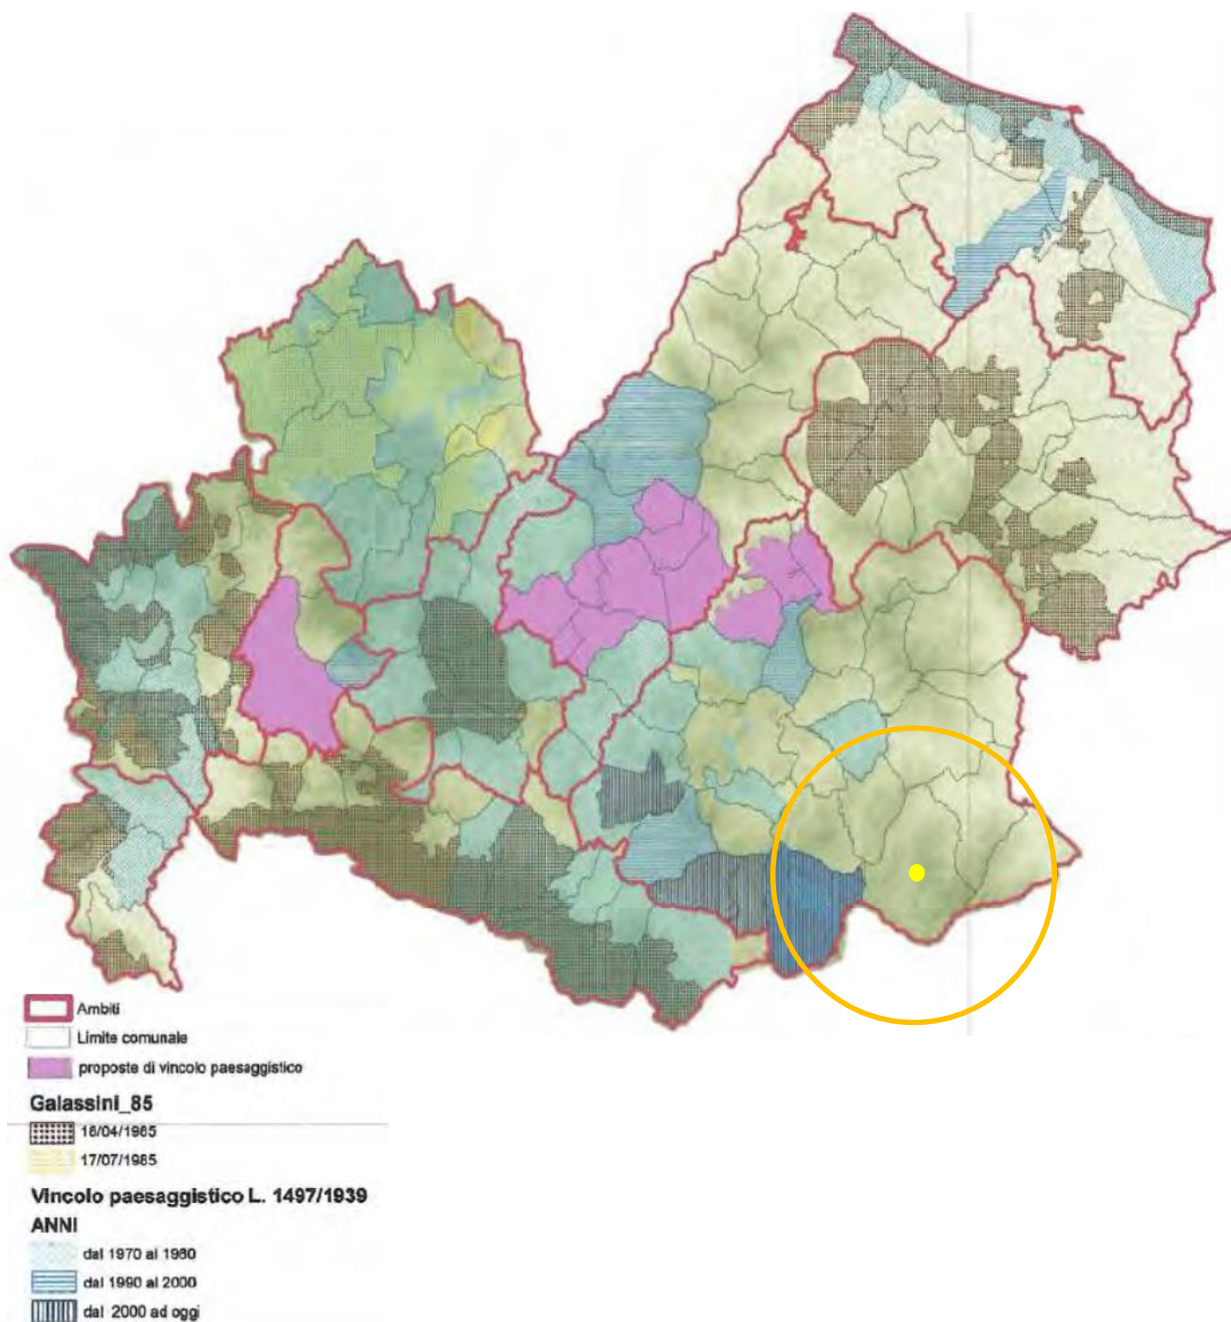 Ambiti
Limite comunale
proposte di vincolo paesaggistico
Galassini_85
18/04/1985
17/07/1985
Vincolo paesaggistico L. 1497/1939
ANNI
dal 1970 al 1980
dal 1990 al 2000
dal 2000 ad oggi